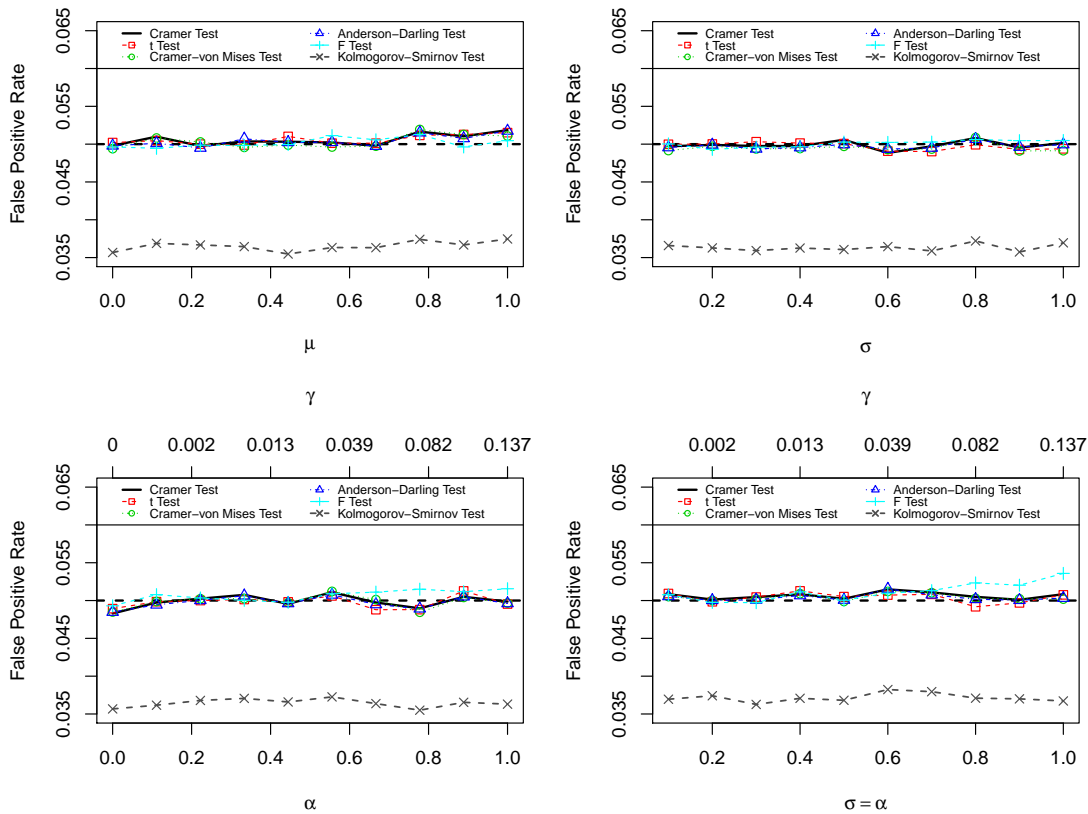 Cramer Test
t Test
Cramer−von Mises Test
Anderson−Darling Test
F Test
Kolmogorov−Smirnov Test
False Positive Rate
0.035 0.045 0.055 0.065
0.0 0.2 0.4 0.6 0.8 1.0
μ
Cramer Test
t Test
Cramer−von Mises Test
Anderson−Darling Test
F Test
Kolmogorov−Smirnov Test
False Positive Rate
0.035 0.045 0.055 0.065
0.2 0.4 0.6 0.8 1.0
σ
γ
0 0.002 0.013 0.039 0.082 0.137
Cramer Test
t Test
Cramer−von Mises Test
Anderson−Darling Test
F Test
Kolmogorov−Smirnov Test
False Positive Rate
0.035 0.045 0.055 0.065
0.0 0.2 0.4 0.6 0.8 1.0
α
γ
0.002 0.013 0.039 0.082 0.137
Cramer Test
t Test
Cramer−von Mises Test
Anderson−Darling Test
F Test
Kolmogorov−Smirnov Test
False Positive Rate
0.035 0.045 0.055 0.065
0.2 0.4 0.6 0.8 1.0
σ = α